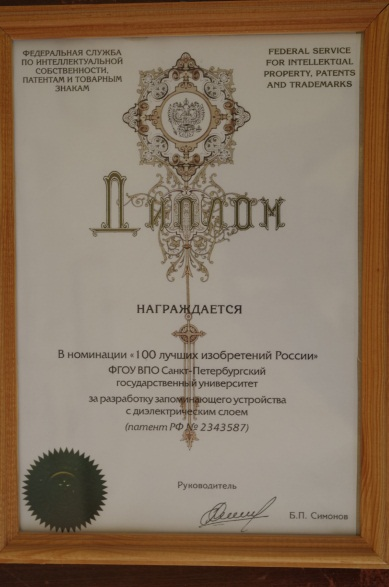 ФЕДЕРАЛЬНАЯ СЛУЖБА
ПО ИНТЕЛЛЕКТУАЛЬНОЙ
СОБСТВЕННОСТИ,
ПАТЕНТАМ И ТОВАРНЫМ
ЗНАКАМ
FEDERAL SERVICE
FOR INTELLEKTUAL
PROPERTY, PATENTS
AND TRADEMARKS
ДИПЛОМ
НАГРАЖДАЕТСЯ
В номинации «100 лучших изобретений России»
ФГОУ ВПО Санкт-Петербургский
государственный университет
за разработку запоминающего устройства
с диэлектрическим слоем
(патент РФ № 2343587)
Руководитель
Б.П. Симонов